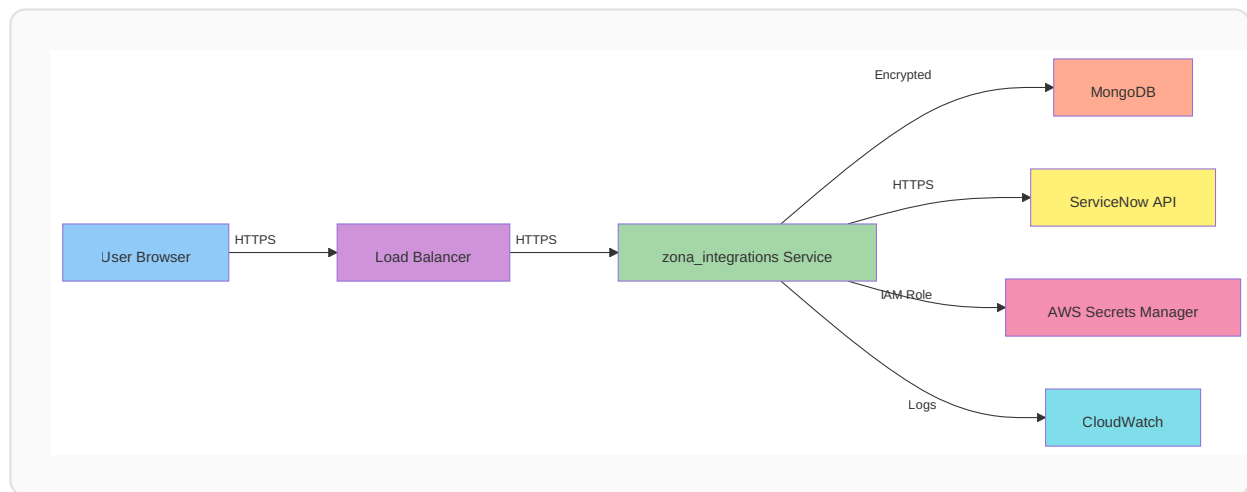 Encrypted
MongoDB
HTTPS
ServiceNow API
HTTPS
HTTPS
User Browser
Load Balancer
zona_integrations Service
IAM Role
AWS Secrets Manager
Logs
CloudWatch